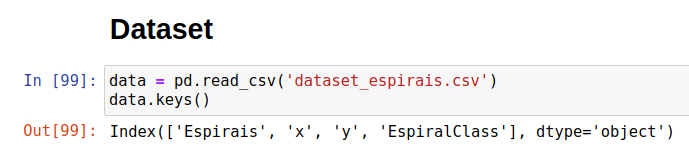 Dataset
In [99]: data = pd.read_csv('dataset_espirais.csv')
data.keys()
Out[99]: Index(['Espirais', 'x', 'y', 'EspiralClass'], dtype='object')